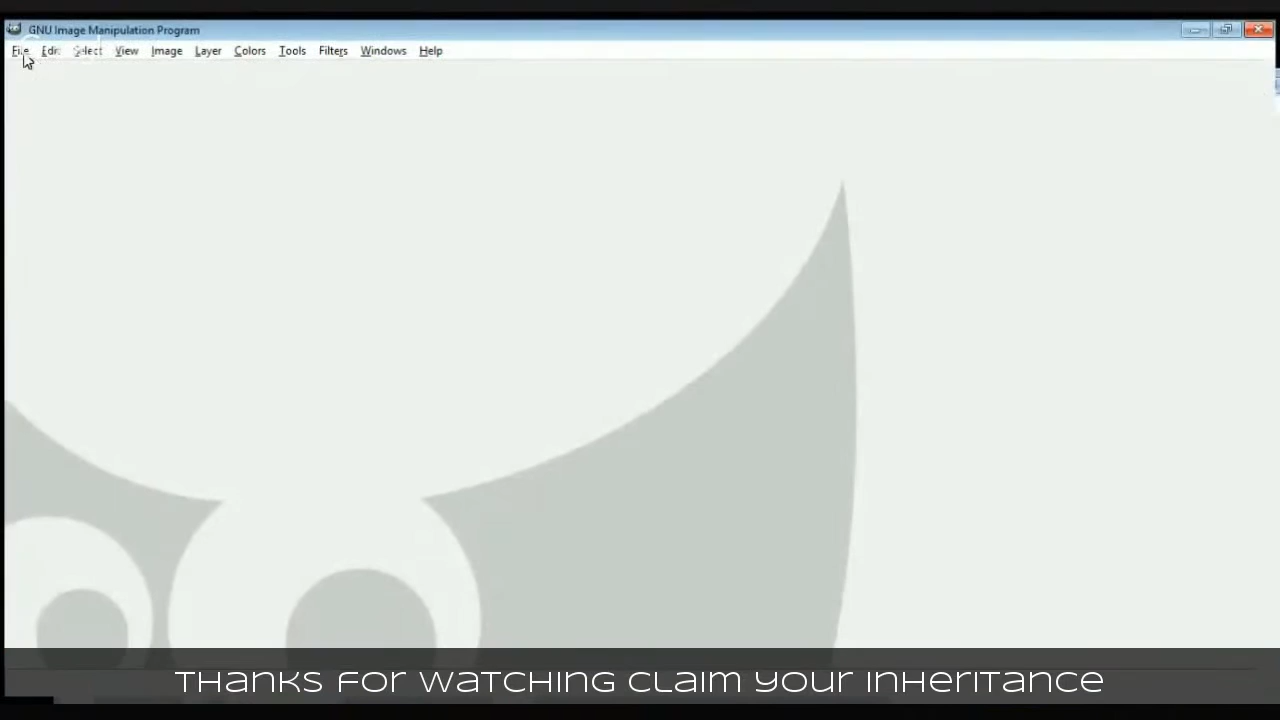 GNU Image Manipulation Program
File Edit Select View Image Layer Colors Tools Filters Windows Help
Thanks for watching claim your inheritance